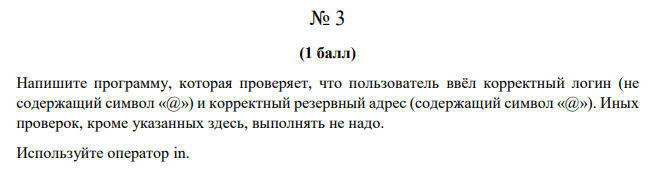 № 3
(1 балл)
Напишите программу, которая проверяет, что пользователь ввёл корректный логин (не
содержащий символ «@») и корректный резервный адрес (содержащий символ «@»). Иных
проверок, кроме указанных здесь, выполнять не надо.
Используйте оператор in.